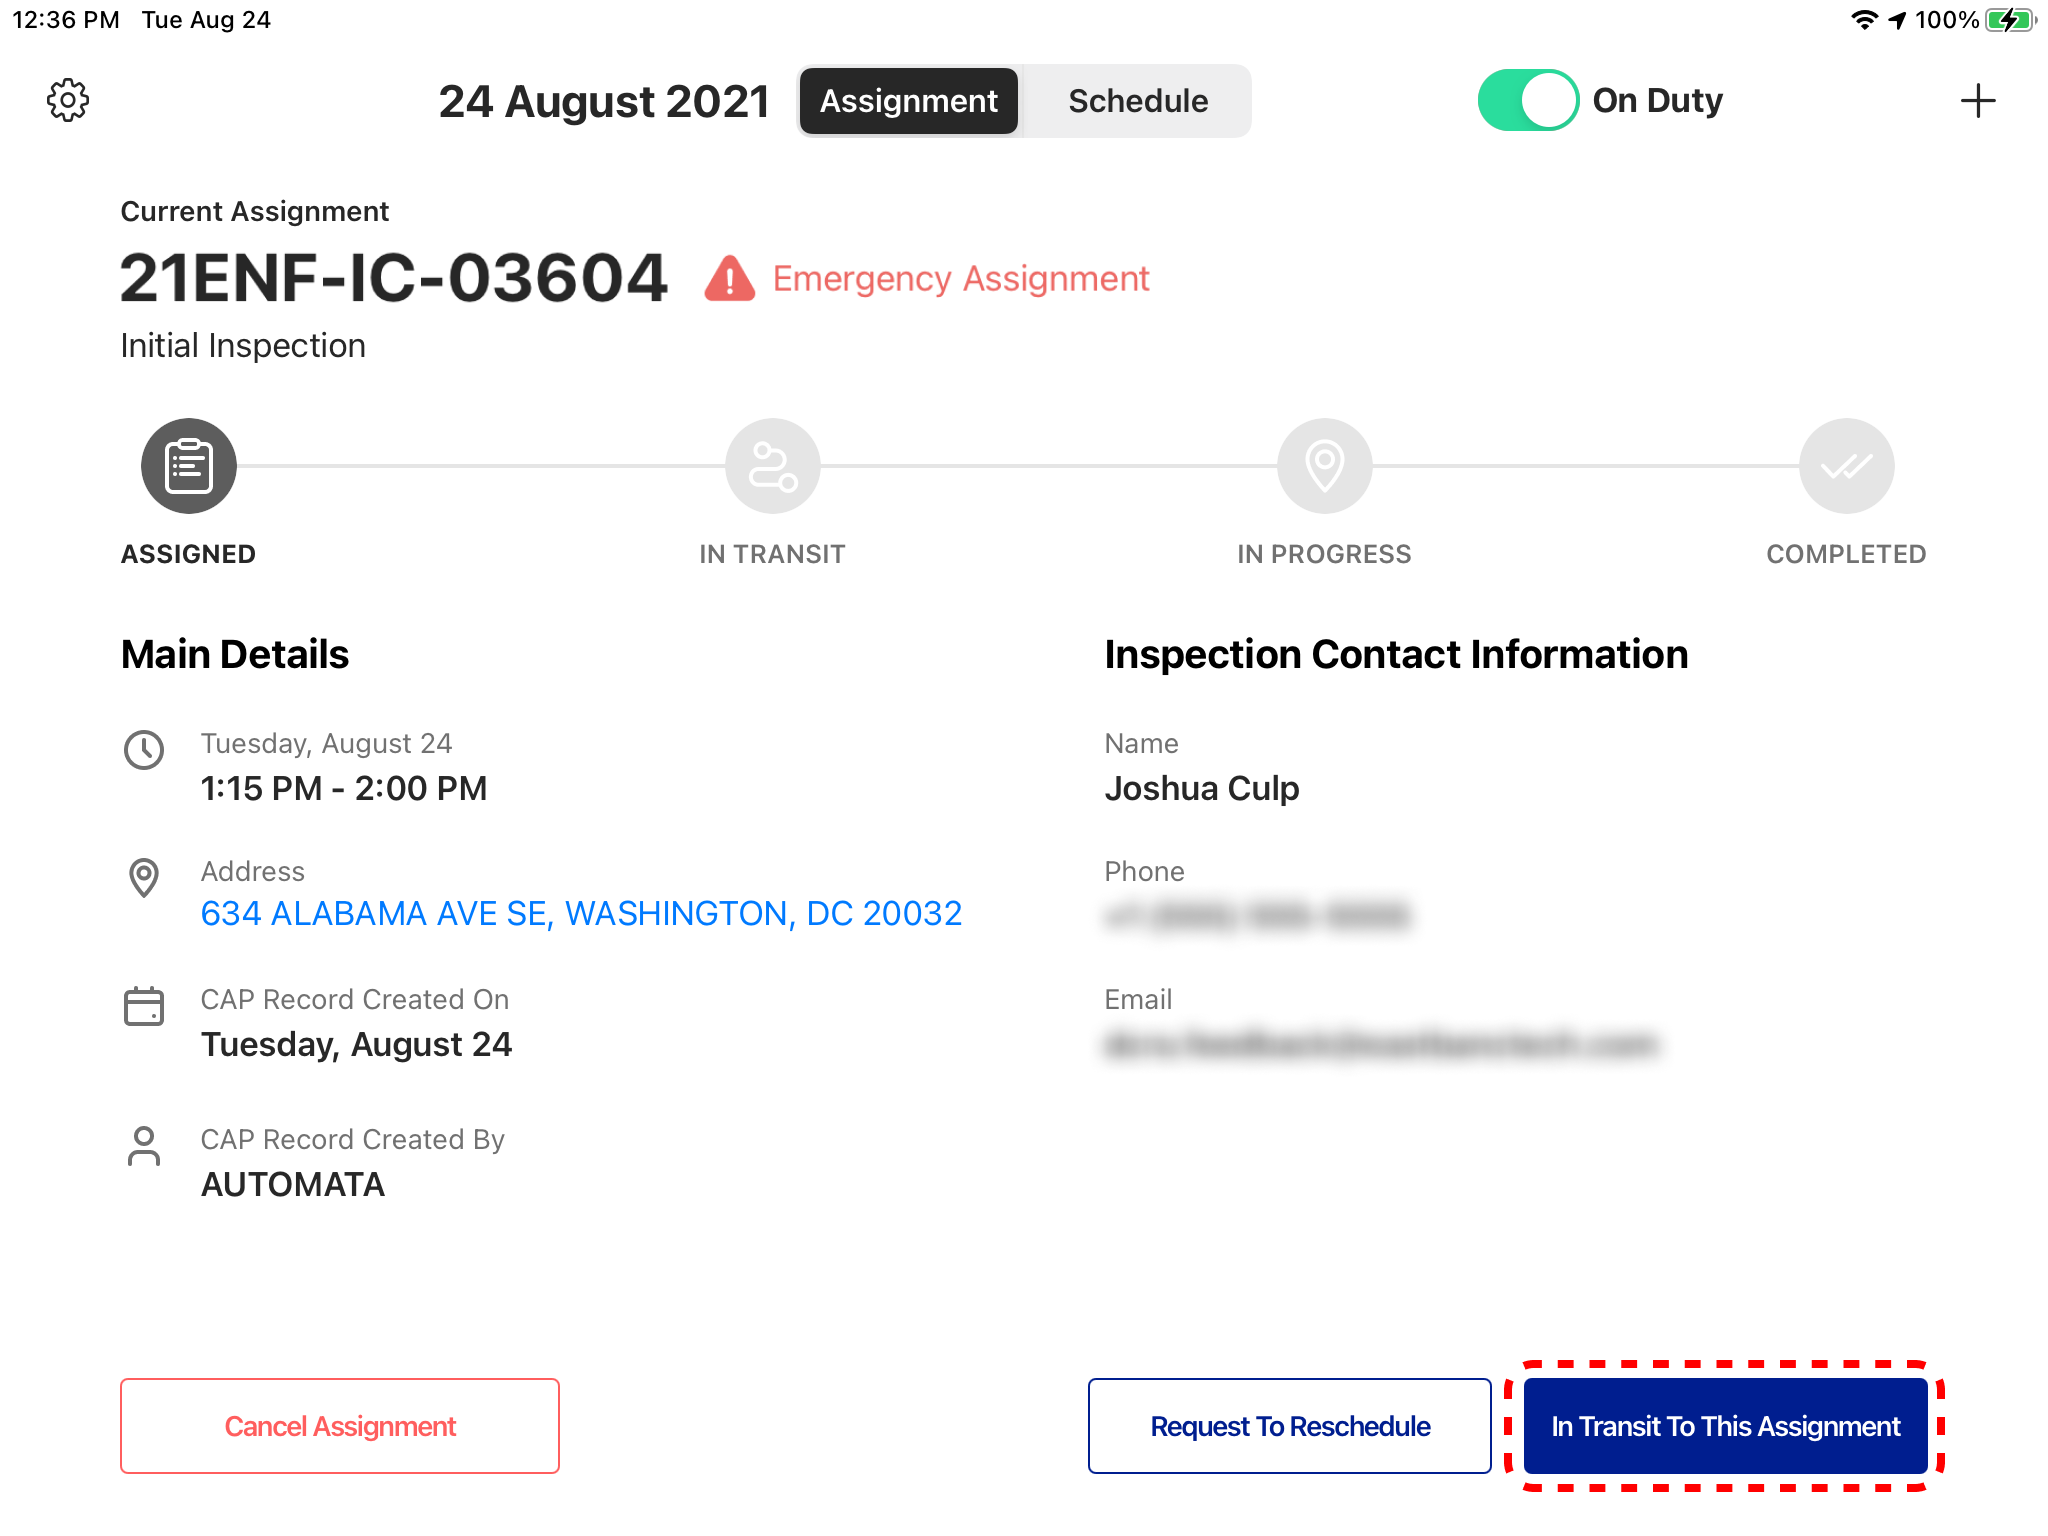 12:36 PM Tue Aug 24 100%
24 August 2021 Assignment Schedule On Duty
Current Assignment
21ENF-IC-03604 Emergency Assignment
Initial Inspection
ASSIGNED IN TRANSIT IN PROGRESS COMPLETED
Main Details
Tuesday, August 24
1:15 PM - 2:00 PM
Address
634 ALABAMA AVE SE, WASHINGTON, DC 20032
CAP Record Created On
Tuesday, August 24
CAP Record Created By
AUTOMATA
Inspection Contact Information
Name
Joshua Culp
Phone
Email
Cancel Assignment Request To Reschedule In Transit To This Assignment